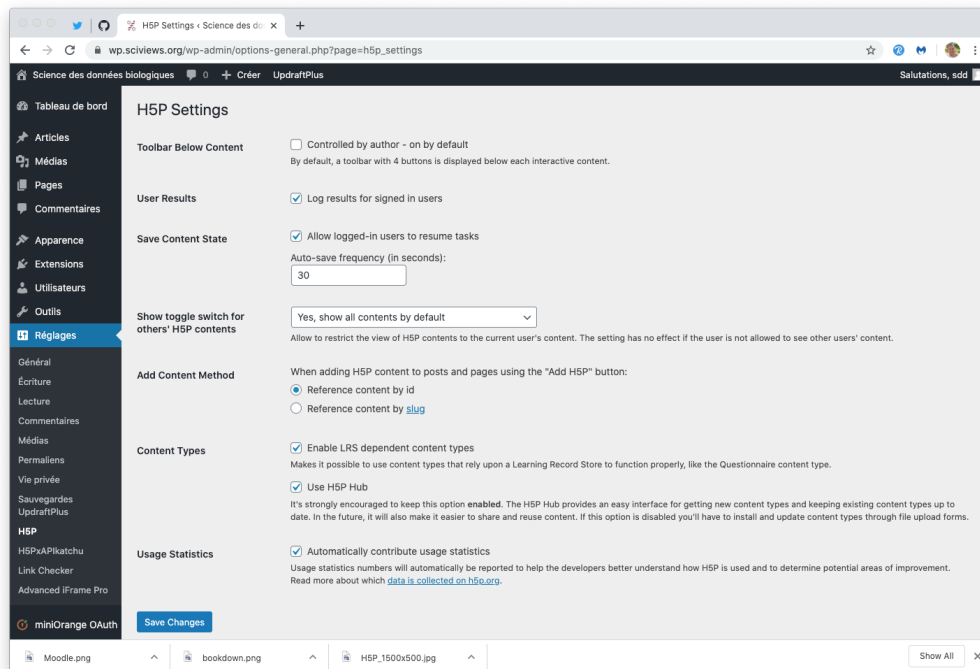 H5P Settings ‹ Science des do
wp.sciviews.org/wp-admin/options-general.php?page=h5p_settings
Science des données biologiques 0 + Créer UpdraftPlus Salutations, sdd
Tableau de bord
Articles
Médias
Pages
Commentaires
Apparence
Extensions
Utilisateurs
Outils
Réglages
Général
Écriture
Lecture
Commentaires
Médias
Permaliens
Vie privée
Sauvegardes
UpdraftPlus
H5P
H5PxAPIkatchu
Link Checker
Advanced iFrame Pro
miniOrange OAuth
H5P Settings
Toolbar Below Content
Controlled by author - on by default
By default, a toolbar with 4 buttons is displayed below each interactive content.
User Results
Log results for signed in users
Save Content State
Allow logged-in users to resume tasks
Auto-save frequency (in seconds):
30
Show toggle switch for
others' H5P contents
Yes, show all contents by default
Allow to restrict the view of H5P contents to the current user's content. The setting has no effect if the user is not allowed to see other users' content.
Add Content Method
When adding H5P content to posts and pages using the "Add H5P" button:
Reference content by id
Reference content by slug
Content Types
Enable LRS dependent content types
Makes it possible to use content types that rely upon a Learning Record Store to function properly, like the Questionnaire content type.
Use H5P Hub
It's strongly encouraged to keep this option enabled. The H5P Hub provides an easy interface for getting new content types and keeping existing content types up to
date. In the future, it will also make it easier to share and reuse content. If this option is disabled you'll have to install and update content types through file upload forms.
Usage Statistics
Automatically contribute usage statistics
Usage statistics numbers will automatically be reported to help the developers better understand how H5P is used and to determine potential areas of improvement.
Read more about which data is collected on h5p.org.
Save Changes
Moodle.png
bookdown.png
H5P_1500x500.jpg
Show All